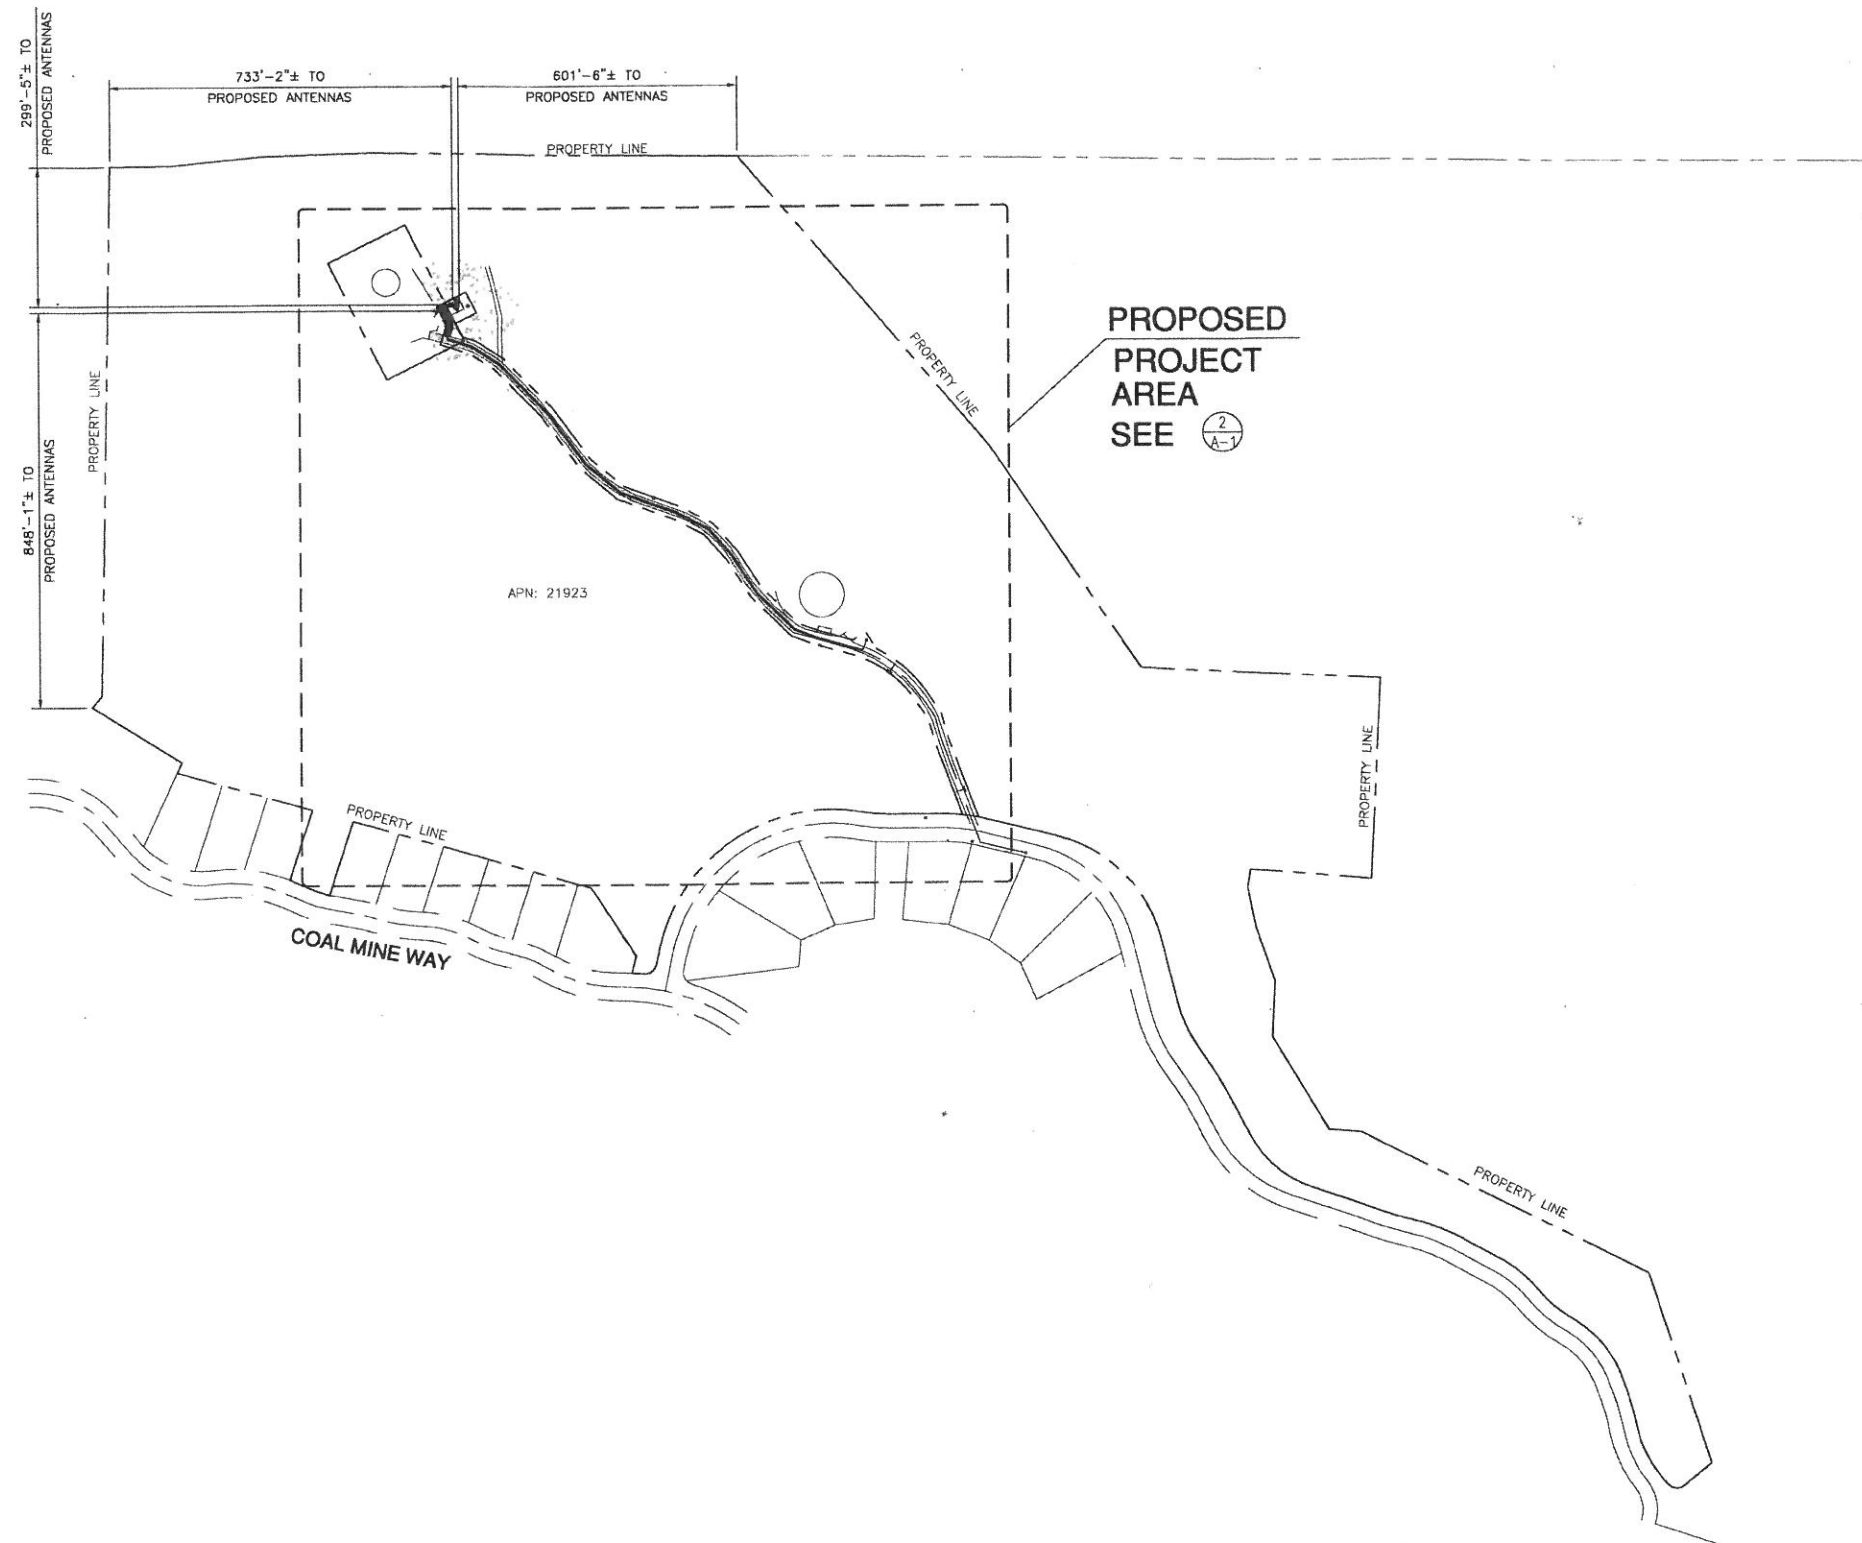 299'-5"± TO
PROPOSED ANTENNAS
733'-2"± TO
PROPOSED ANTENNAS
601'-6"± TO
PROPOSED ANTENNAS
PROPERTY LINE
PROPOSED
PROJECT
AREA
SEE 2
A-1
PROPERTY LINE
PROPERTY LINE
848'-1"± TO
PROPOSED ANTENNAS
APN: 21923
PROPERTY LINE
PROPERTY LINE
COAL MINE WAY
PROPERTY LINE